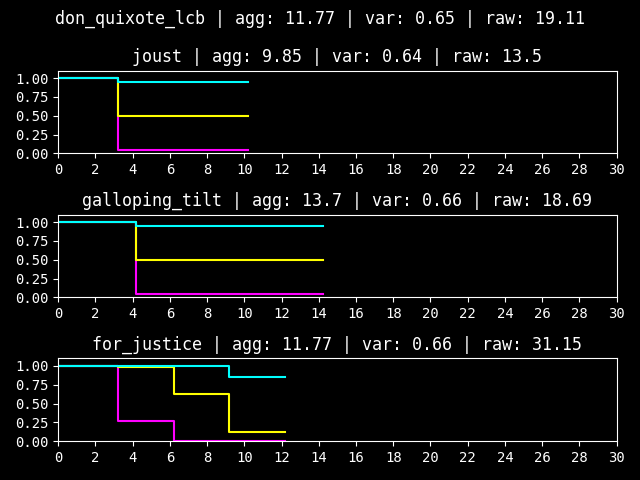 don_quixote_lcb | agg: 11.77 | var: 0.65 | raw: 19.11
joust | agg: 9.85 | var: 0.64 | raw: 13.5
1.00
0.75
0.50
0.25
0.00
0 2 4 6 8 10 12 14 16 18 20 22 24 26 28 30
galloping_tilt | agg: 13.7 | var: 0.66 | raw: 18.69
1.00
0.75
0.50
0.25
0.00
0 2 4 6 8 10 12 14 16 18 20 22 24 26 28 30
for_justice | agg: 11.77 | var: 0.66 | raw: 31.15
1.00
0.75
0.50
0.25
0.00
0 2 4 6 8 10 12 14 16 18 20 22 24 26 28 30